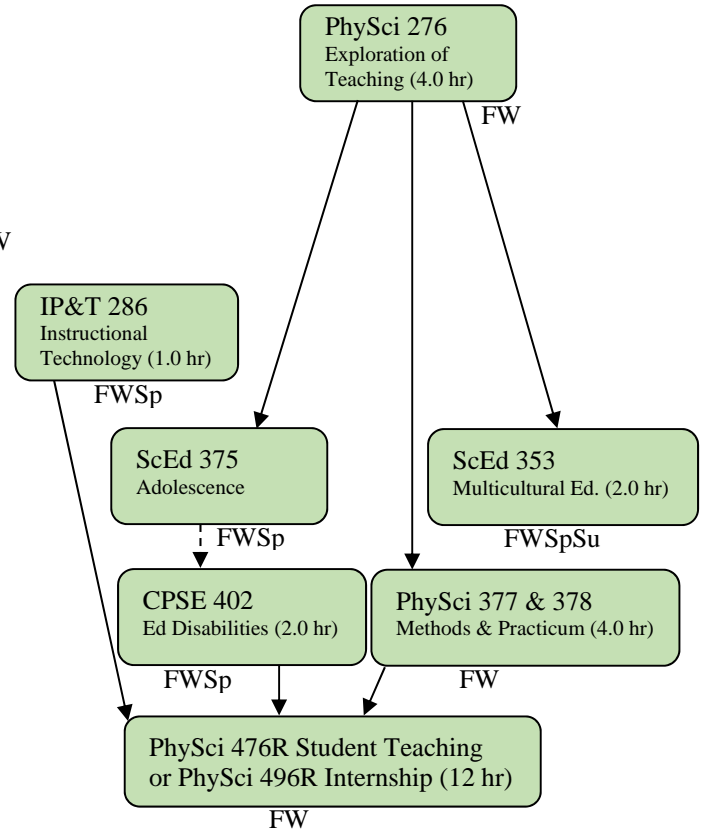 PhySci 276
Exploration of
Teaching (4.0 hr)
FW
IP&T 286
Instructional
Technology (1.0 hr)
FWSp
ScEd 375
Adolescence
FWSp
ScEd 353
Multicultural Ed. (2.0 hr)
FWSpSu
CPSE 402
Ed Disabilities (2.0 hr)
FWSp
PhySci 377 & 378
Methods & Practicum (4.0 hr)
FW
PhySci 476R Student Teaching
or PhySci 496R Internship (12 hr)
FW